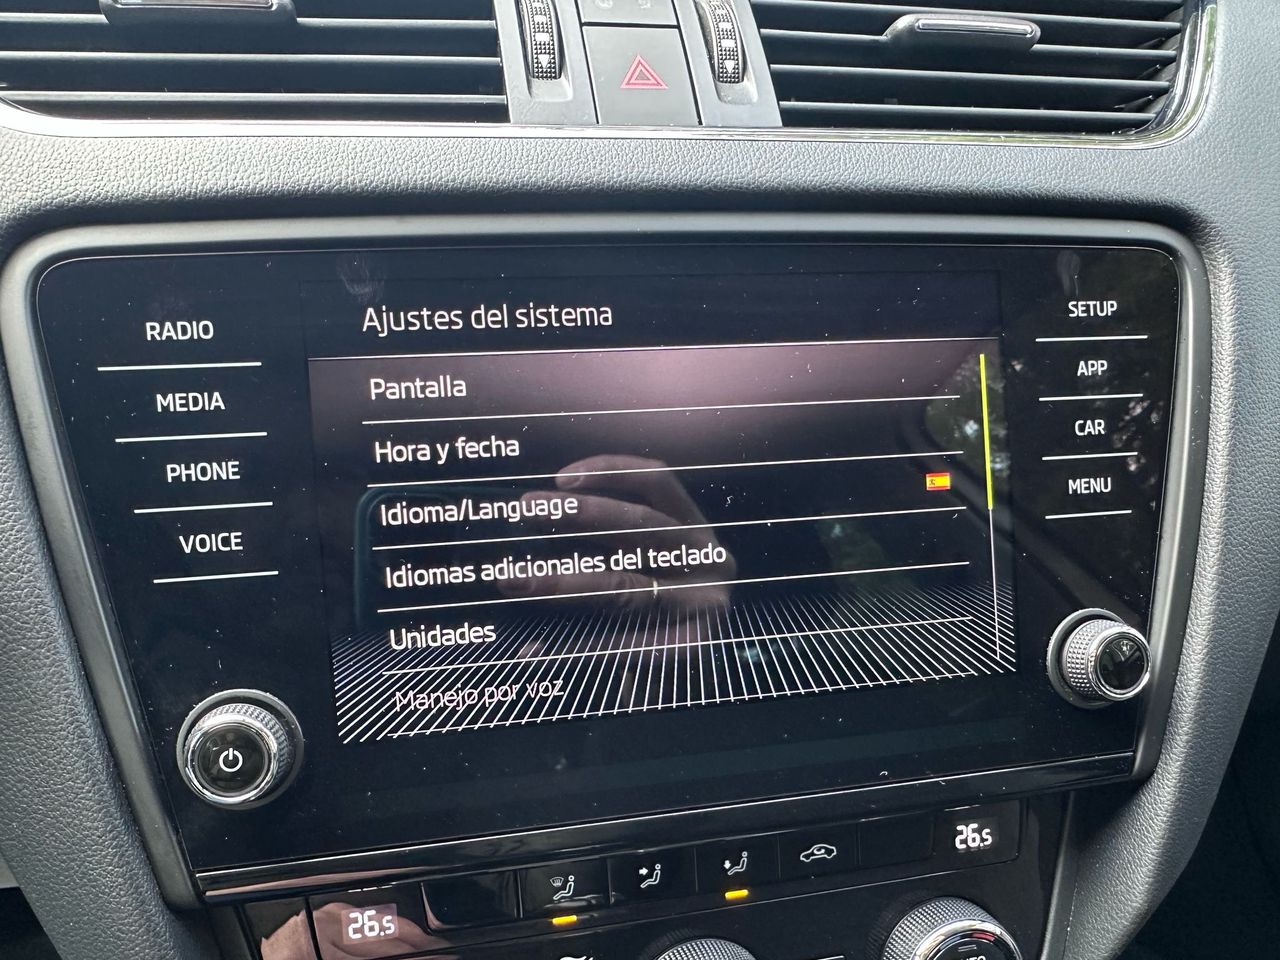 Ajustes del sistema
RADIO
MEDIA
PHONE
VOICE
Pantalla
Hora y fecha
Idioma/Language
Idiomas adicionales del teclado
Unidades
Manejo por voz
SETUP
APP
CAR
MENU
26.5
26.5